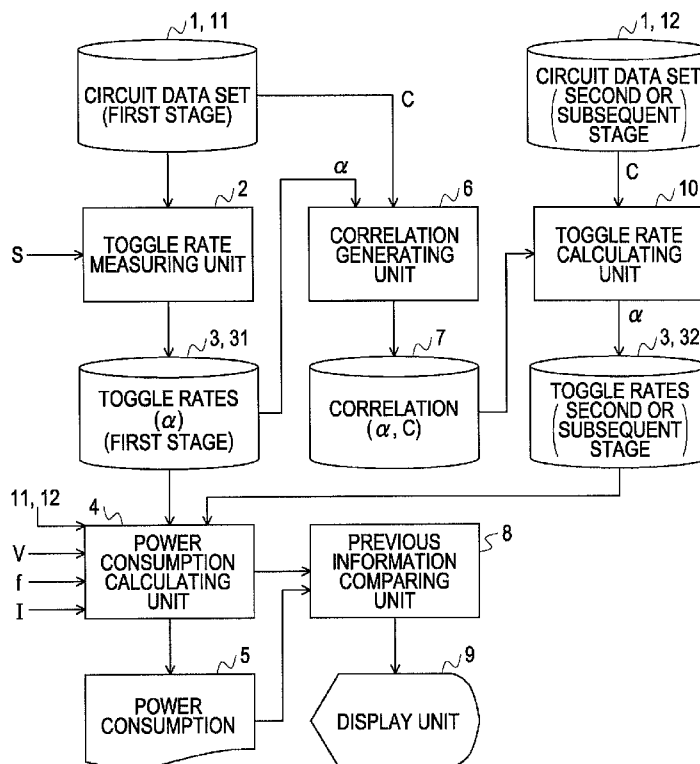 1, 11
1, 12
CIRCUIT DATA SET
(FIRST STAGE)
CIRCUIT DATA SET
(SECOND OR
SUBSEQUENT
STAGE)
C
C
α
2
6
10
S
TOGGLE RATE
MEASURING UNIT
CORRELATION
GENERATING
UNIT
TOGGLE RATE
CALCULATING
UNIT
α
3, 31
7
3, 32
TOGGLE RATES
(α)
(FIRST STAGE)
CORRELATION
(α, C)
TOGGLE RATES
(SECOND OR
SUBSEQUENT
STAGE)
11, 12
4
8
V
f
I
POWER
CONSUMPTION
CALCULATING
UNIT
PREVIOUS
INFORMATION
COMPARING
UNIT
5
9
POWER
CONSUMPTION
DISPLAY UNIT